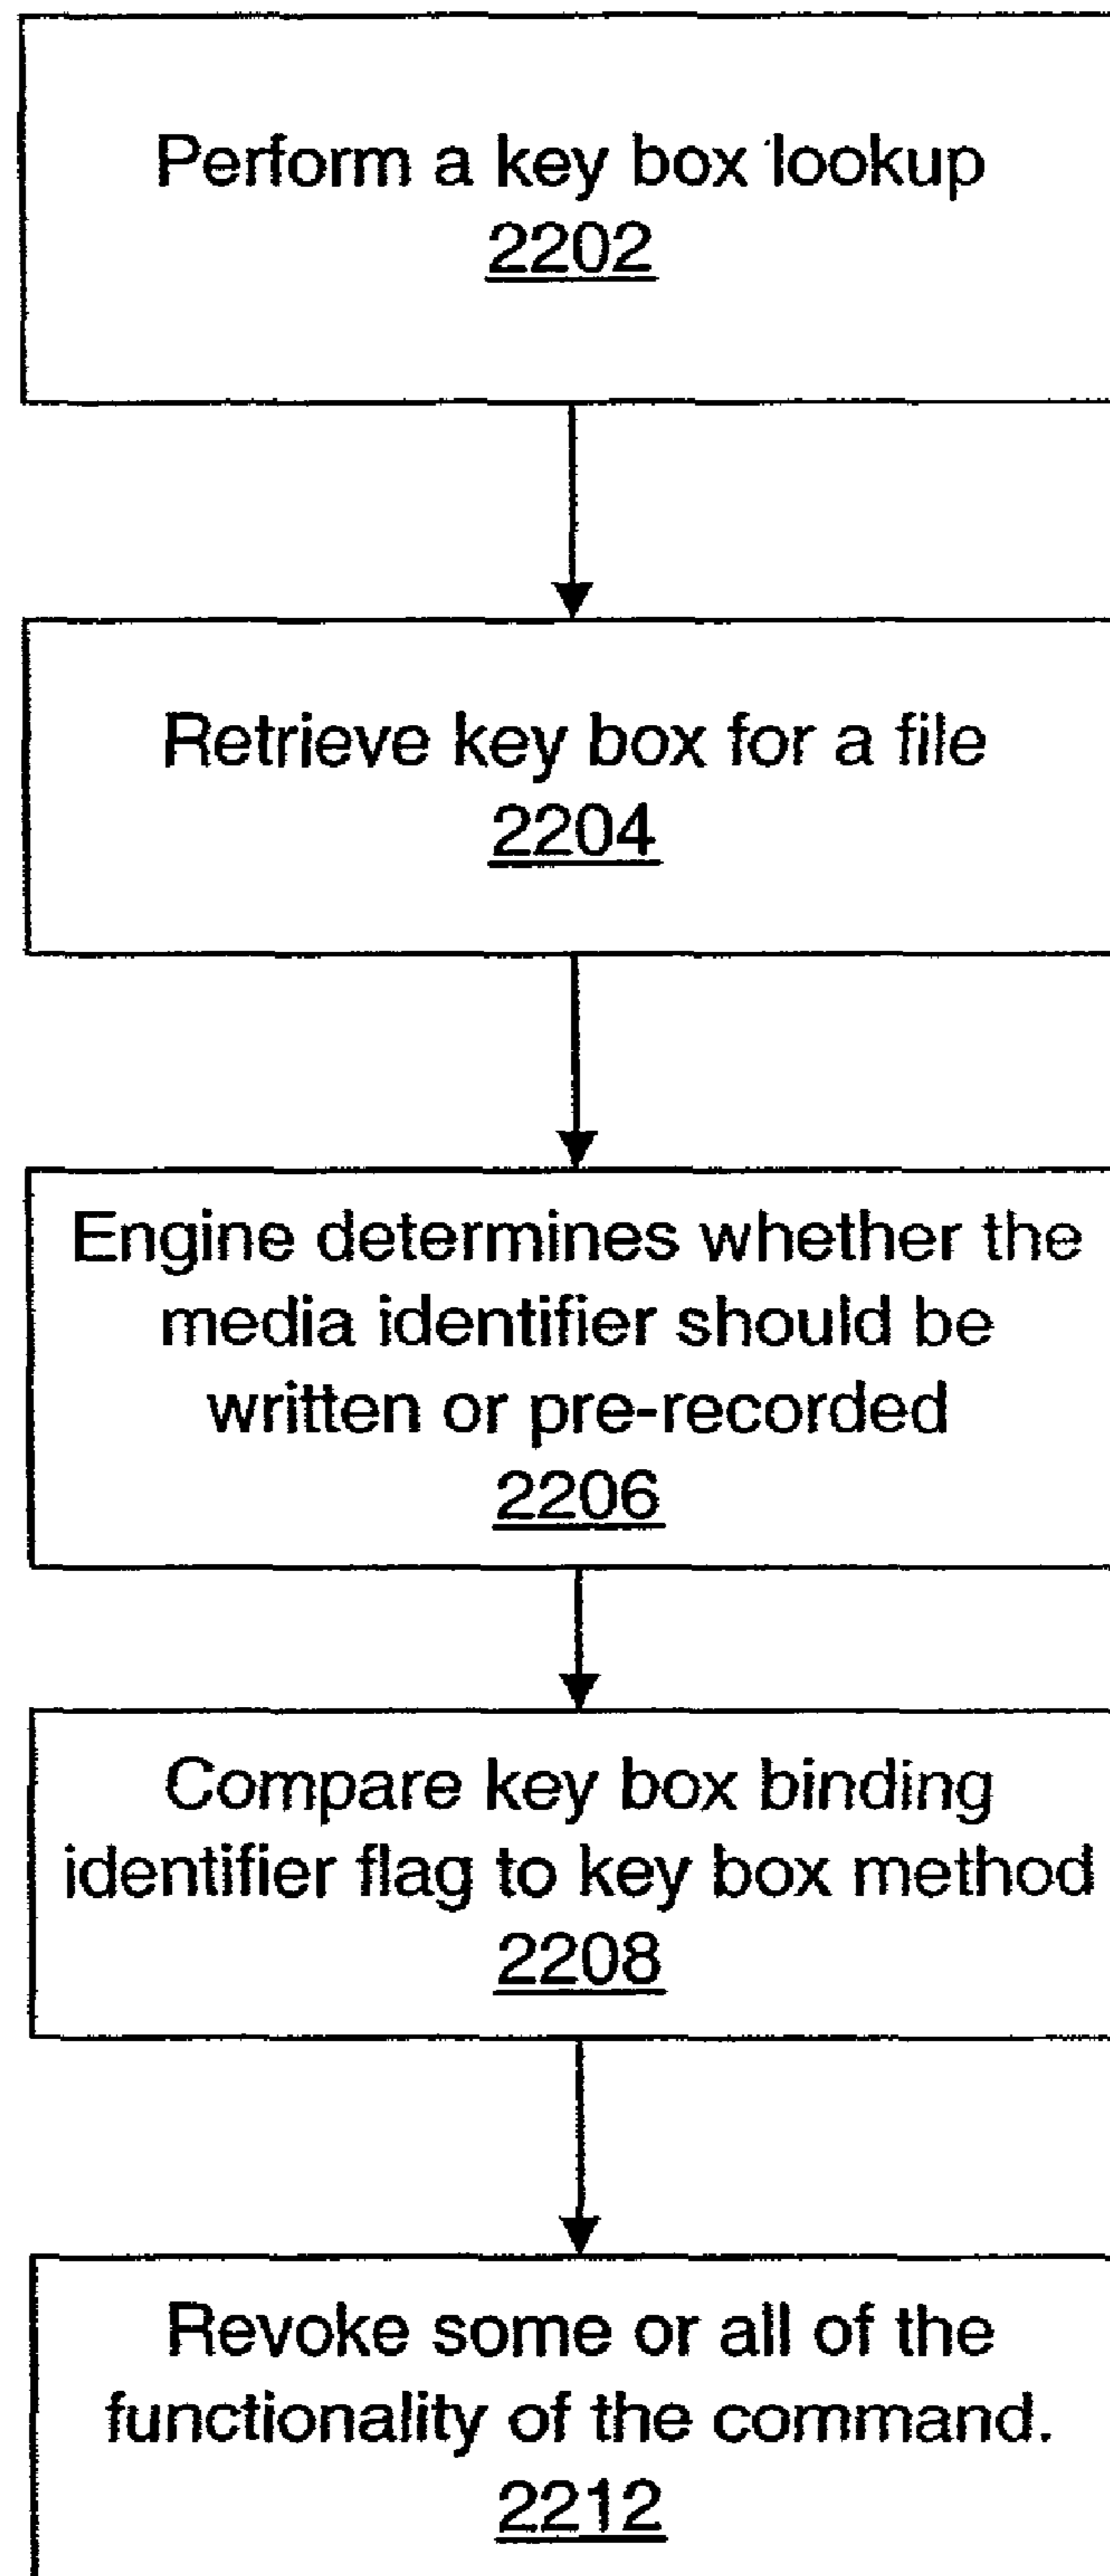 Perform a key box lookup
2202
Retrieve key box for a file
2204
Engine determines whether the
media identifier should be
written or pre-recorded
2206
Compare key box binding
identifier flag to key box method
2208
Revoke some or all of the
functionality of the command.
2212